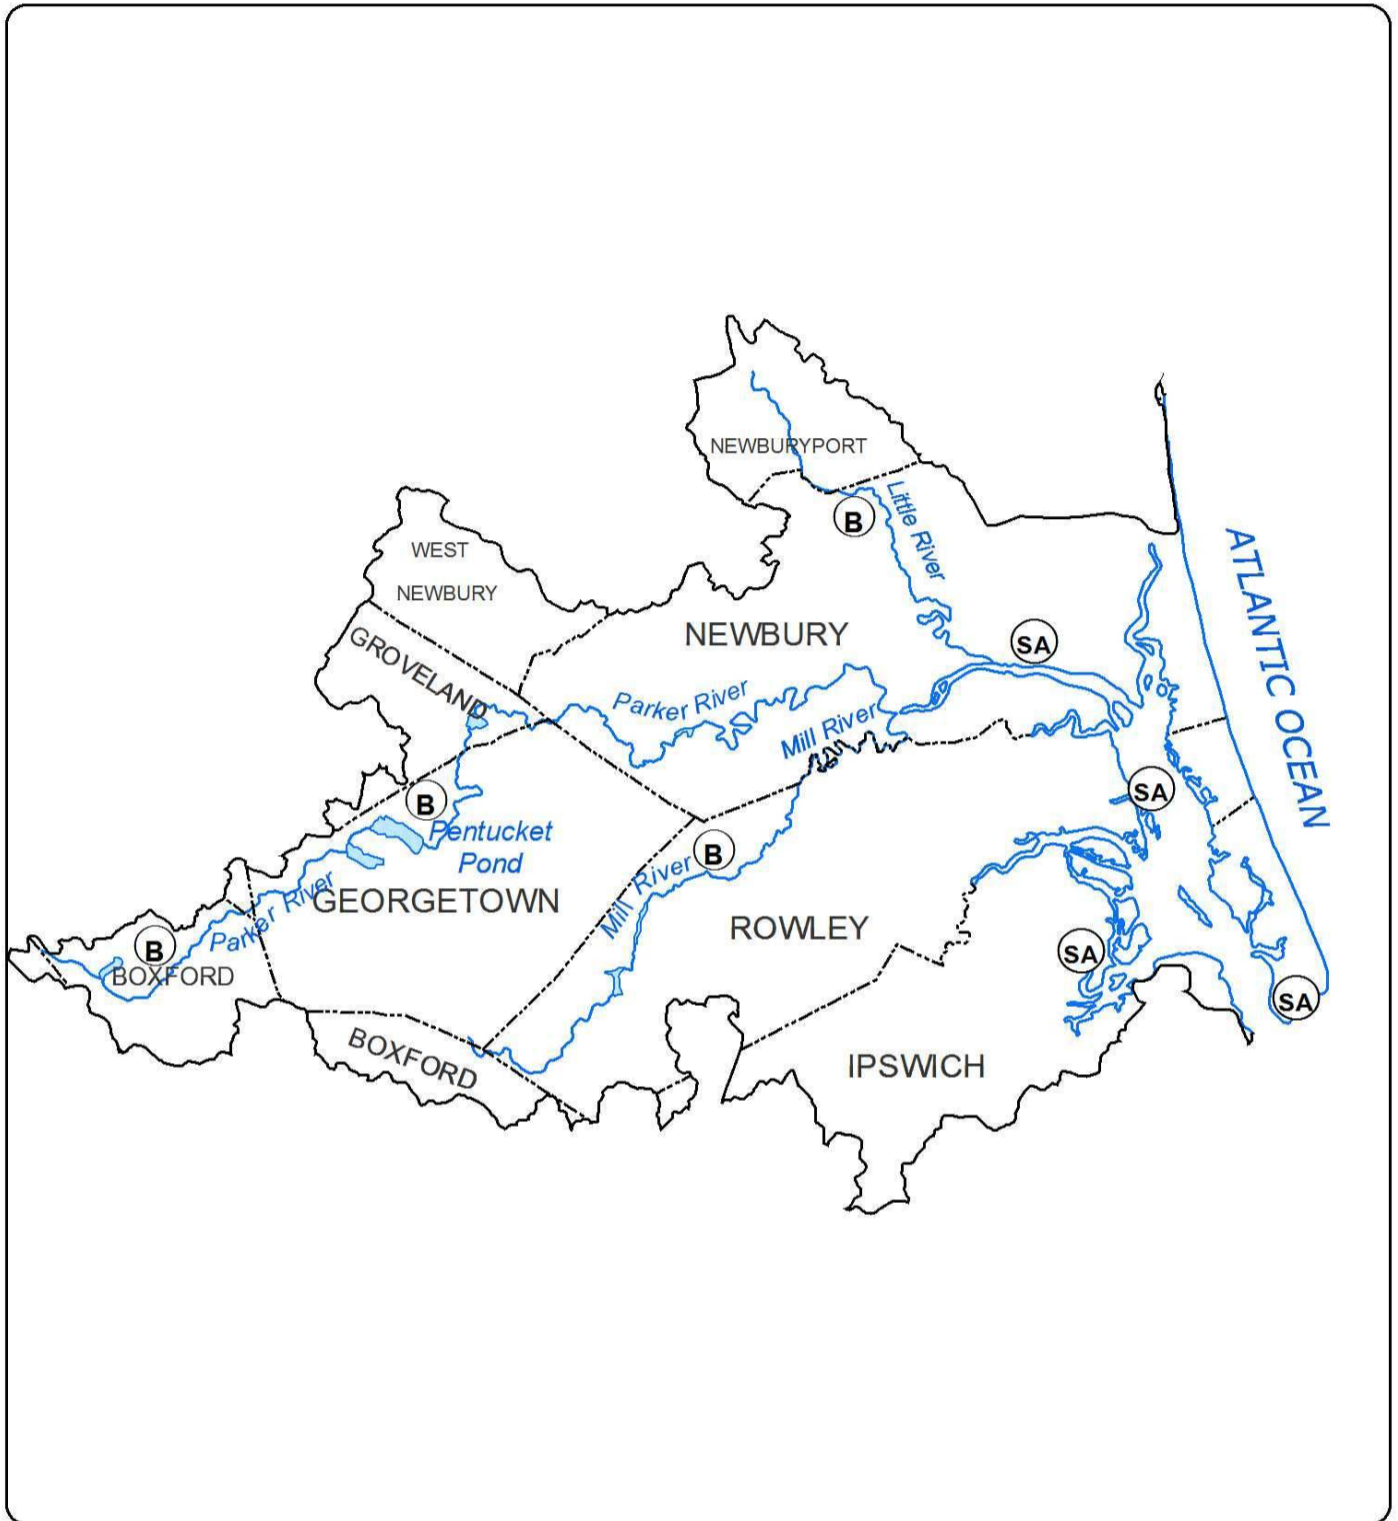 NEWBURYPORT
Little River
B
WEST
NEWBURY
ATLANTIC OCEAN
NEWBURY
SA
GROVELAND
Parker River
Mill River
SA
B
Pentucket
Pond
B
Mill River
Parker River
GEORGETOWN
ROWLEY
B
BOXFORD
SA
SA
BOXFORD
IPSWICH